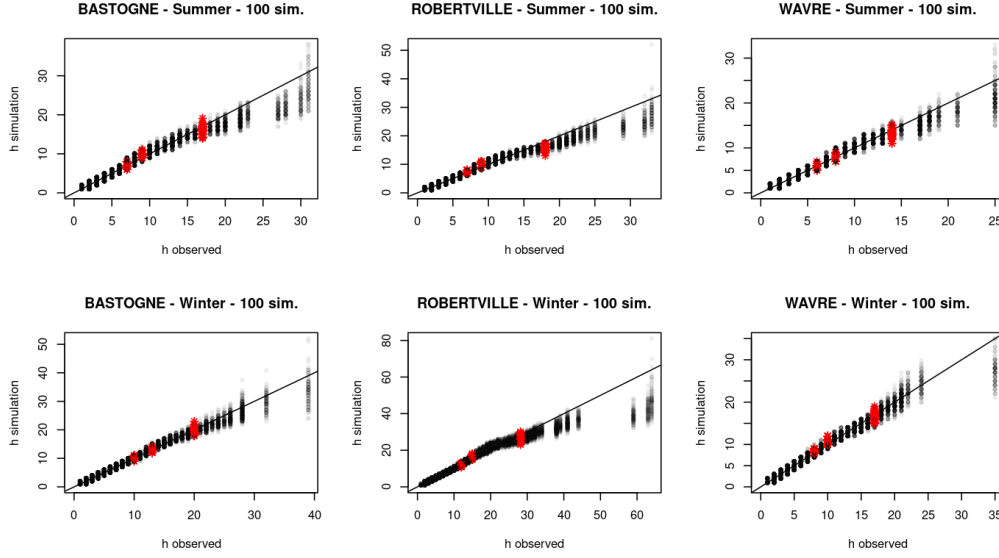 BASTOGNE - Summer - 100 sim.
h simulation
0 10 20 30
0 5 10 15 20 25 30
h observed
ROBERTVILLE - Summer - 100 sim.
h simulation
0 10 20 30 40 50
0 5 10 15 20 25 30
h observed
WAVRE - Summer - 100 sim.
h simulation
0 5 10 20 30
0 5 10 15 20 25
h observed
BASTOGNE - Winter - 100 sim.
h simulation
0 10 20 30 40 50
0 10 20 30 40
h observed
ROBERTVILLE - Winter - 100 sim.
h simulation
0 20 40 60 80
0 10 20 30 40 50 60
h observed
WAVRE - Winter - 100 sim.
h simulation
0 5 10 20 30
0 5 10 15 20 25 30 35
h observed